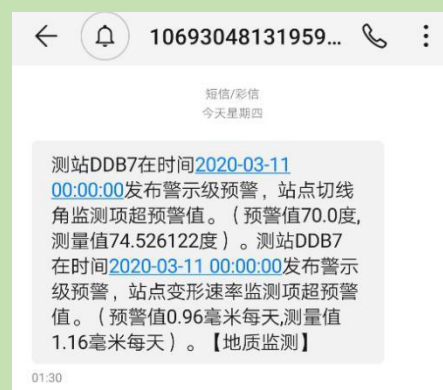 10693048131959...
短信/彩信
今天星期四
测站DDB7在时间2020-03-11
00:00:00发布警示级预警，站点切线
角监测项超预警值。（预警值70.0度,
测量值74.526122度）。测站DDB7
在时间2020-03-11 00:00:00发布警示
级预警，站点变形速率监测项超预警
值。（预警值0.96毫米每天,测量值
1.16毫米每天）。【地质监测】
01:30